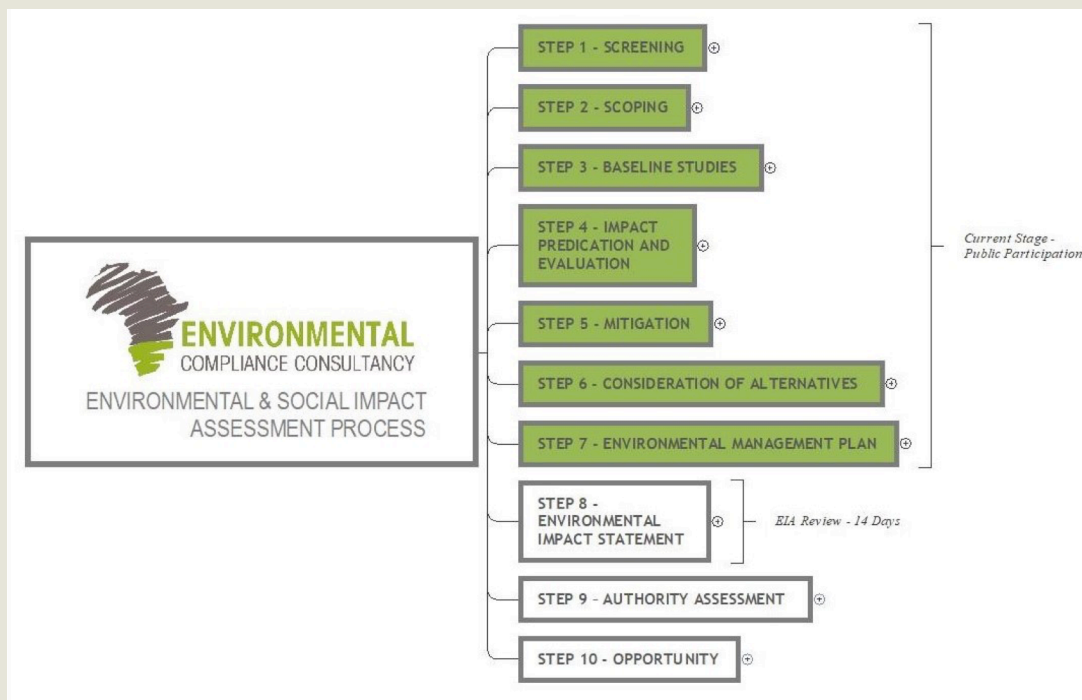 STEP 1 - SCREENING
STEP 2 - SCOPING
STEP 3 - BASELINE STUDIES
STEP 4 - IMPACT
PREDICATION AND
EVALUATION
Current Stage -
Public Participation
STEP 5 - MITIGATION
ENVIRONMENTAL
COMPLIANCE CONSULTANCY
ENVIRONMENTAL & SOCIAL IMPACT
ASSESSMENT PROCESS
STEP 6 - CONSIDERATION OF ALTERNATIVES
STEP 7 - ENVIRONMENTAL MANAGEMENT PLAN
STEP 8 -
ENVIRONMENTAL
IMPACT STATEMENT
EIA Review - 14 Days
STEP 9 - AUTHORITY ASSESSMENT
STEP 10 - OPPORTUNITY